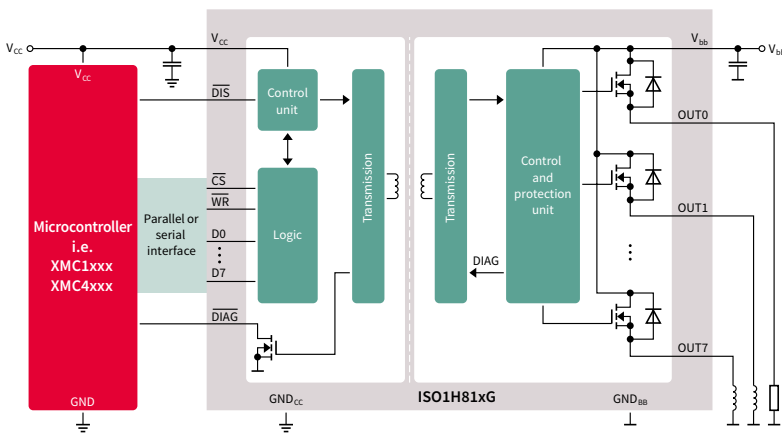 Vcc
Vcc
Vbb
Vbb
Vcc
DIS
Control
unit
OUT0
CS
WR
Parallel or
serial
interface
D0
D7
Microcontroller
i.e.
XMC1xxx
XMC4xxx
Logic
Transmission
Transmission
Control
and
protection
unit
OUT1
DIAG
DIAG
OUT7
GND
GNDCC
ISO1H81xG
GNDBB